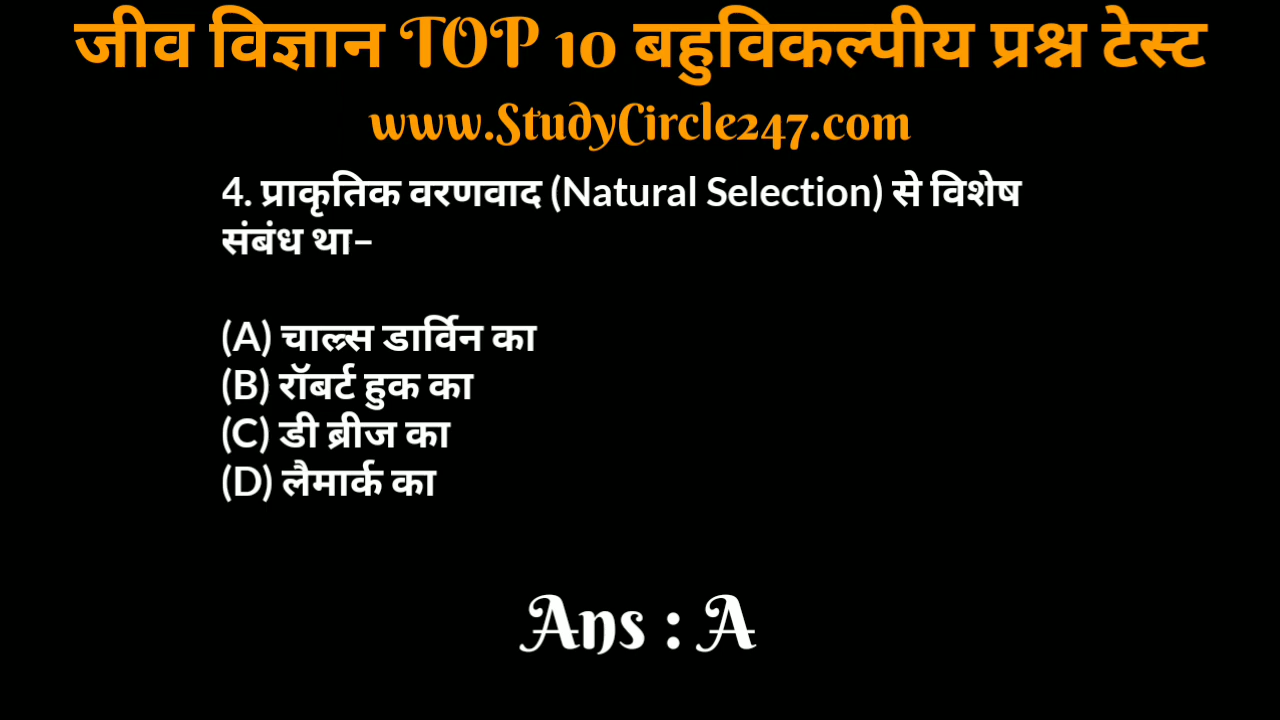 जीव विज्ञान TOP 10 बहुविकल्पीय प्रश्न टेस्ट
www.StudyCircle247.com
4. प्राकृतिक वरणवाद (Natural Selection) से विशेष
संबंध था–
(A) चाल्र्स डार्विन का
(B) रॉबर्ट हुक का
(C) डी ब्रीज का
(D) लैमार्क का
Ans : A